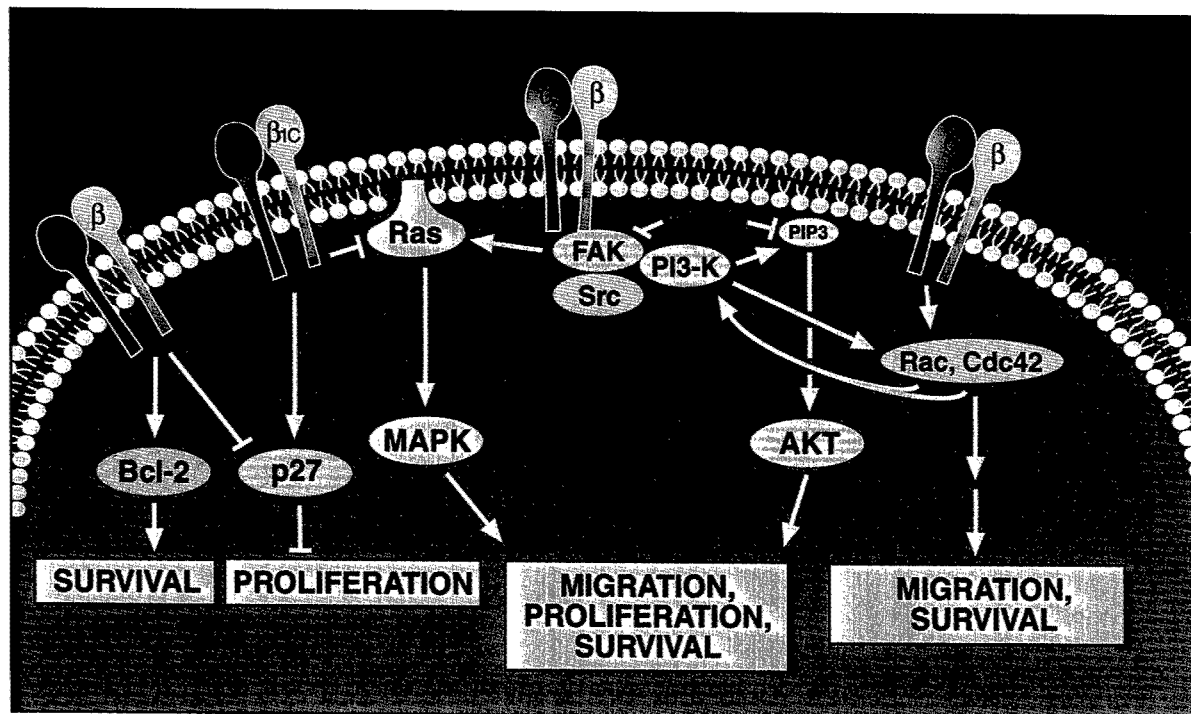 β
β1C
β
β
Ras
FAK
PI3-K
Src
PIP3
Rac, Cdc42
MAPK
AKT
Bcl-2
p27
SURVIVAL
PROLIFERATION
MIGRATION,
PROLIFERATION,
SURVIVAL
MIGRATION,
SURVIVAL